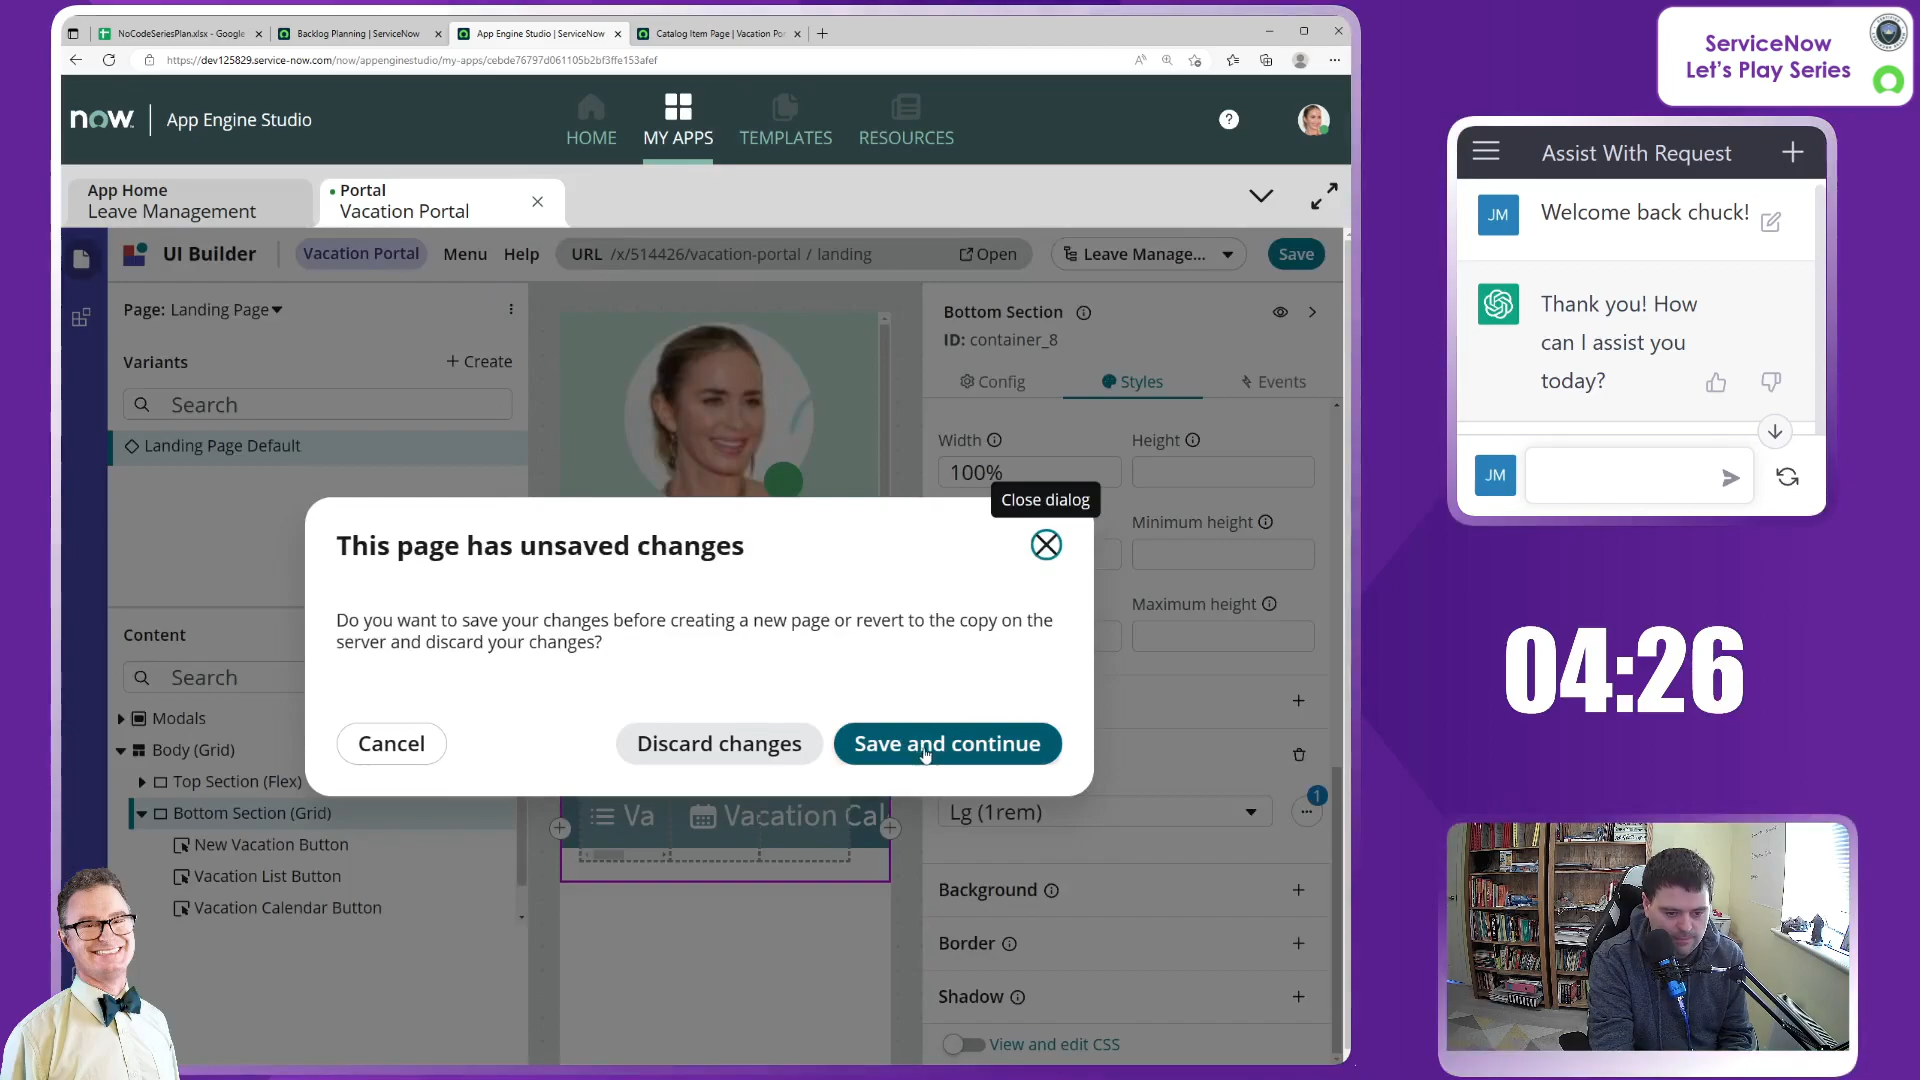 NoCodeSeriesPlan.xlsx - Google
Backlog Planning | ServiceNow
App Engine Studio | ServiceNow
Catalog Item Page | Vacation Por
https://dev125829.service-now.com/now/appenginestudio/my-apps/cebde76797d061105b2bf3ffe153afef
now. App Engine Studio
HOME
MY APPS
TEMPLATES
RESOURCES
App Home
Leave Management
Portal
Vacation Portal
UI Builder
Vacation Portal
Menu
Help
URL /x/514426/vacation-portal / landing
Open
Leave Manage...
Save
Page: Landing Page
Variants
+ Create
Search
Landing Page Default
Content
Search
Modals
Body (Grid)
Top Section (Flex)
Bottom Section (Grid)
New Vacation Button
Vacation List Button
Vacation Calendar Button
Va
Vacation Cal
Bottom Section
ID: container_8
Config
Styles
Events
Width
Height
100%
Close dialog
Minimum height
Maximum height
This page has unsaved changes
Do you want to save your changes before creating a new page or revert to the copy on the
server and discard your changes?
Cancel
Discard changes
Save and continue
Lg (1rem)
1
Background
Border
Shadow
View and edit CSS
ServiceNow
Let's Play Series
Assist With Request
JM
Welcome back chuck!
Thank you! How
can I assist you
today?
JM
04:26